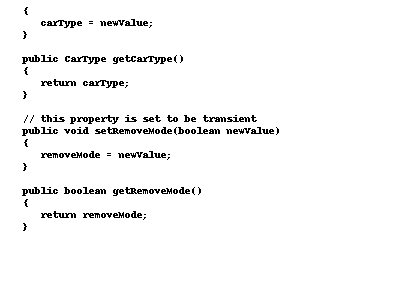 {
carType = newValue;
}
public CarType getCarType()
{
return carType;
}
// this property is set to be transient
public void setRemoveMode(boolean newValue)
{
removeMode = newValue;
}
public boolean getRemoveMode()
{
return removeMode;
}